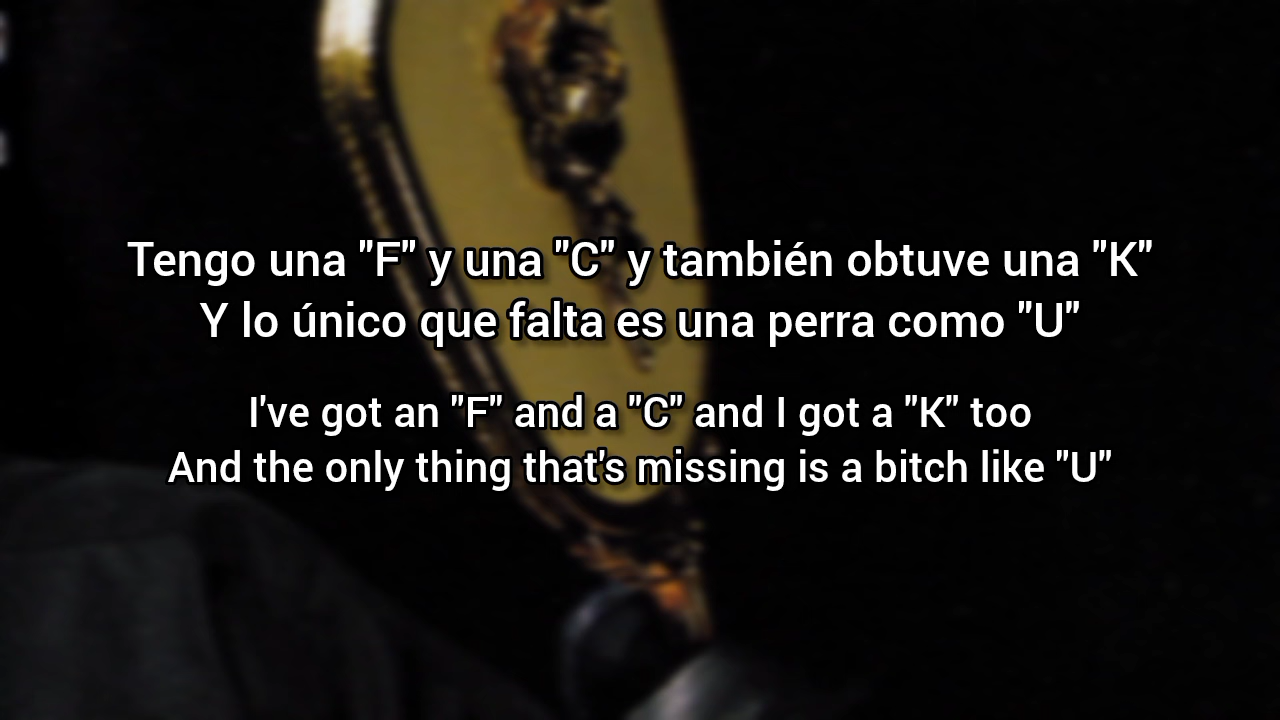 Tengo una "F" y una "C" y también obtuve una "K"
Y lo único que falta es una perra como "U"
I've got an "F" and a "C" and I got a "K" too
And the only thing that's missing is a bitch like "U"